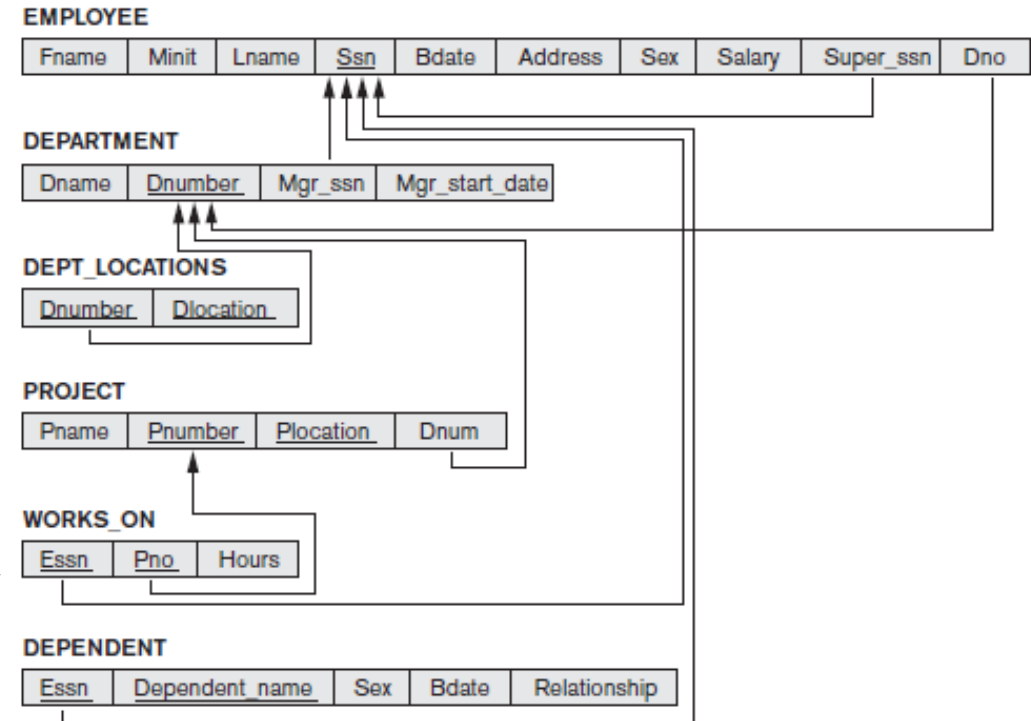 EMPLOYEE
Fname Minit Lname Ssn Bdate Address Sex Salary Super_ssn Dno
DEPARTMENT
Dname Dnumber Mgr_ssn Mgr_start_date
DEPT_LOCATIONS
Dnumber Dlocation
PROJECT
Pname Pnumber Plocation Dnum
WORKS_ON
Essn Pno Hours
DEPENDENT
Essn Dependent_name Sex Bdate Relationship